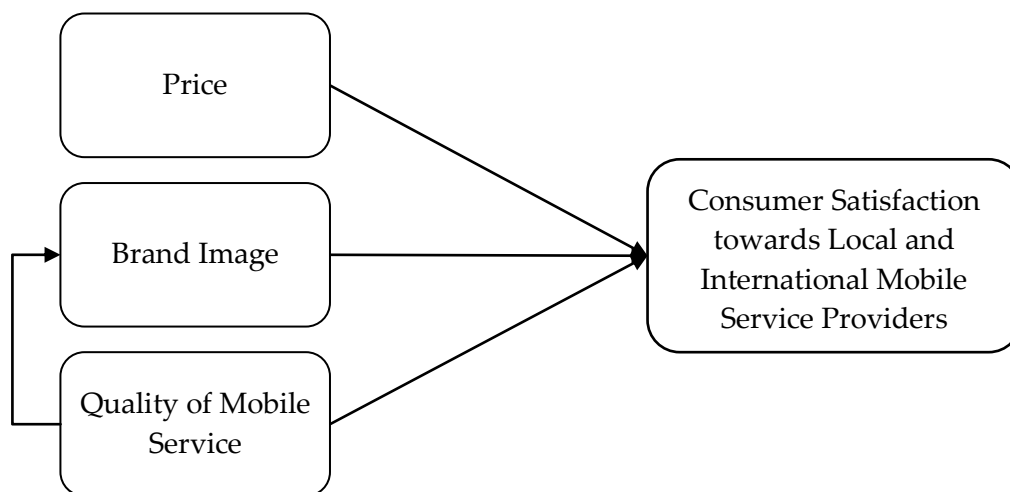 Price
Brand Image
Quality of Mobile
Service
Consumer Satisfaction
towards Local and
International Mobile
Service Providers